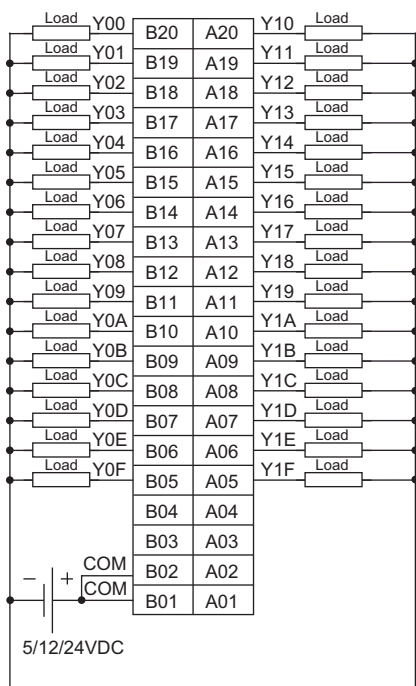 Load Y00 B20 A20 Y10 Load
Load Y01 B19 A19 Y11 Load
Load Y02 B18 A18 Y12 Load
Load Y03 B17 A17 Y13 Load
Load Y04 B16 A16 Y14 Load
Load Y05 B15 A15 Y15 Load
Load Y06 B14 A14 Y16 Load
Load Y07 B13 A13 Y17 Load
Load Y08 B12 A12 Y18 Load
Load Y09 B11 A11 Y19 Load
Load Y0A B10 A10 Y1A Load
Load Y0B B09 A09 Y1B Load
Load Y0C B08 A08 Y1C Load
Load Y0D B07 A07 Y1D Load
Load Y0E B06 A06 Y1E Load
Load Y0F B05 A05 Y1F Load
B04 A04
B03 A03
− + COM B02 A02
COM B01 A01
5/12/24VDC